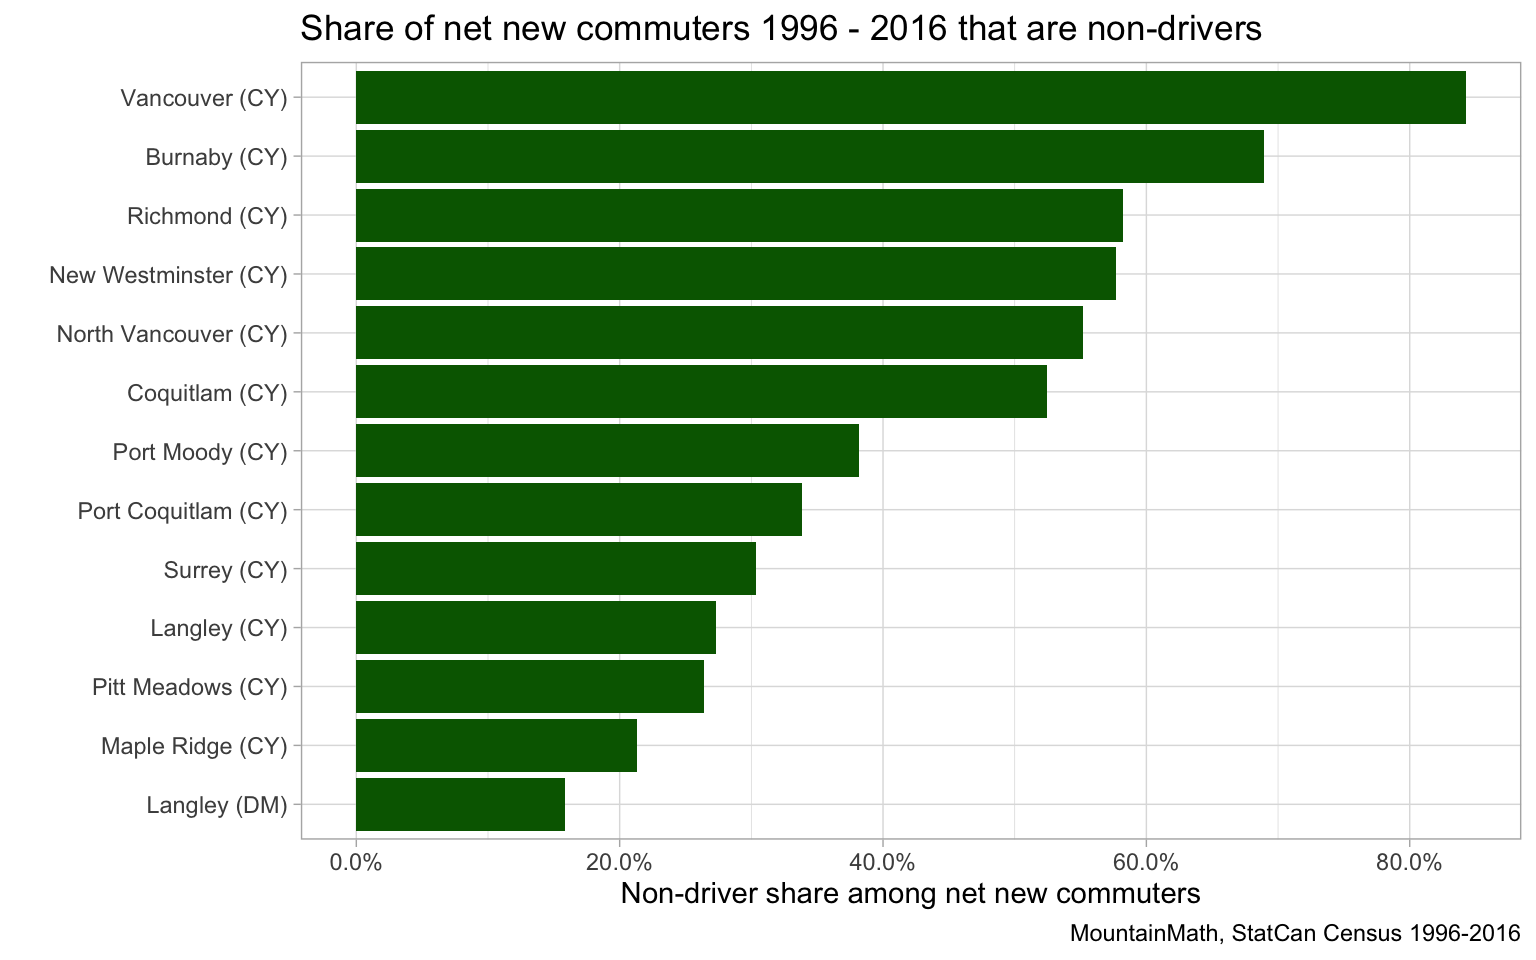 Share of net new commuters 1996 - 2016 that are non-drivers
Vancouver (CY)
Burnaby (CY)
Richmond (CY)
New Westminster (CY)
North Vancouver (CY)
Coquitlam (CY)
Port Moody (CY)
Port Coquitlam (CY)
Surrey (CY)
Langley (CY)
Pitt Meadows (CY)
Maple Ridge (CY)
Langley (DM)
0.0% 20.0% 40.0% 60.0% 80.0%
Non-driver share among net new commuters
MountainMath, StatCan Census 1996-2016